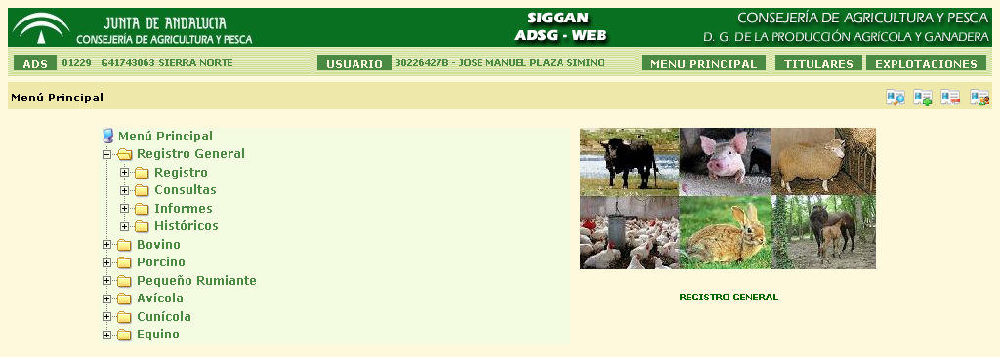 JUNTA DE ANDALUCIA
CONSEJERÍA DE AGRICULTURA Y PESCA
SIGGAN
ADSG - WEB
CONSEJERÍA DE AGRICULTURA Y PESCA
D. G. DE LA PRODUCCIÓN AGRÍCOLA Y GANADERA
ADS 01229 G41743063 SIERRA NORTE USUARIO 30226427B - JOSE MANUEL PLAZA SIMINO MENU PRINCIPAL TITULARES EXPLOTACIONES
Menú Principal
Menú Principal
Registro General
Registro
Consultas
Informes
Históricos
Bovino
Porcino
Pequeño Rumiante
Avícola
Cunícola
Equino
REGISTRO GENERAL